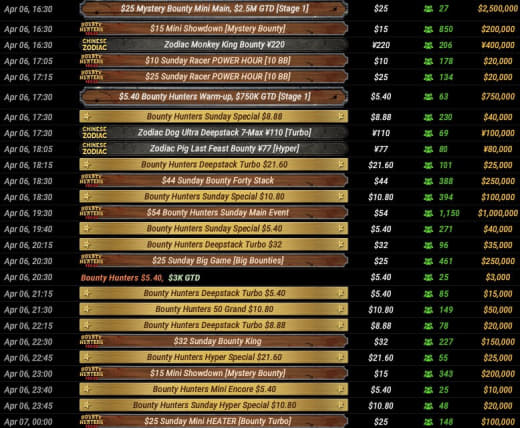 Apr 06, 16:30 $25 Mystery Bounty Mini Main, $2.5M GTD [Stage 1] $25 27 $2,500,000
Apr 06, 16:30 BOUNTY HUNTERS $15 Mini Showdown [Mystery Bounty] $15 850 $200,000
Apr 06, 16:30 CHINESE ZODIAC Zodiac Monkey King Bounty ¥220 ¥220 206 ¥400,000
Apr 06, 17:05 BOUNTY HUNTERS $10 Sunday Racer POWER HOUR [10 BB] $10 178 $20,000
Apr 06, 17:15 BOUNTY HUNTERS $25 Sunday Racer POWER HOUR [10 BB] $25 134 $20,000
Apr 06, 17:30 $5.40 Bounty Hunters Warm-up, $750K GTD [Stage 1] $5.40 63 $750,000
Apr 06, 17:30 Bounty Hunters Sunday Special $8.88 $8.88 230 $40,000
Apr 06, 17:30 CHINESE ZODIAC Zodiac Dog Ultra Deepstack 7-Max ¥110 [Turbo] ¥110 69 ¥100,000
Apr 06, 18:05 CHINESE ZODIAC Zodiac Pig Last Feast Bounty ¥77 [Hyper] ¥77 80 ¥80,000
Apr 06, 18:15 Bounty Hunters Deepstack Turbo $21.60 $21.60 101 $25,000
Apr 06, 18:30 BOUNTY HUNTERS $44 Sunday Bounty Forty Stack $44 388 $250,000
Apr 06, 18:30 Bounty Hunters Sunday Special $10.80 $10.80 394 $100,000
Apr 06, 19:30 BOUNTY HUNTERS $54 Bounty Hunters Sunday Main Event $54 1,150 $1,000,000
Apr 06, 19:40 Bounty Hunters Sunday Special $5.40 $5.40 271 $40,000
Apr 06, 20:15 Bounty Hunters Deepstack Turbo $32 $32 96 $35,000
Apr 06, 20:30 BOUNTY HUNTERS $25 Sunday Big Game [Big Bounties] $25 461 $250,000
Apr 06, 20:30 Bounty Hunters $5.40, $3K GTD $5.40 25 $3,000
Apr 06, 21:15 Bounty Hunters Deepstack Turbo $5.40 $5.40 85 $15,000
Apr 06, 21:30 Bounty Hunters 50 Grand $10.80 $10.80 149 $50,000
Apr 06, 22:15 Bounty Hunters Deepstack Turbo $8.88 $8.88 78 $20,000
Apr 06, 22:30 BOUNTY HUNTERS $32 Sunday Bounty King $32 227 $150,000
Apr 06, 22:45 Bounty Hunters Hyper Special $21.60 $21.60 55 $25,000
Apr 06, 23:00 BOUNTY HUNTERS $15 Mini Showdown [Mystery Bounty] $15 343 $200,000
Apr 06, 23:40 Bounty Hunters Mini Encore $5.40 $5.40 25 $10,000
Apr 06, 23:45 Bounty Hunters Sunday Hyper Special $10.80 $10.80 48 $20,000
Apr 07, 00:00 BOUNTY HUNTERS $25 Sunday Mini HEATER [Bounty Turbo] $25 148 $100,000